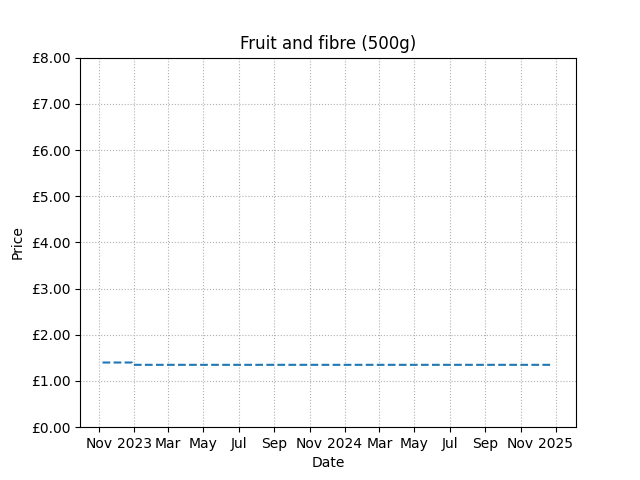 Fruit and fibre (500g)
£8.00
£7.00
£6.00
£5.00
£4.00
£3.00
£2.00
£1.00
£0.00
Price
Nov 2023 Mar May Jul Sep Nov 2024 Mar May Jul Sep Nov 2025
Date